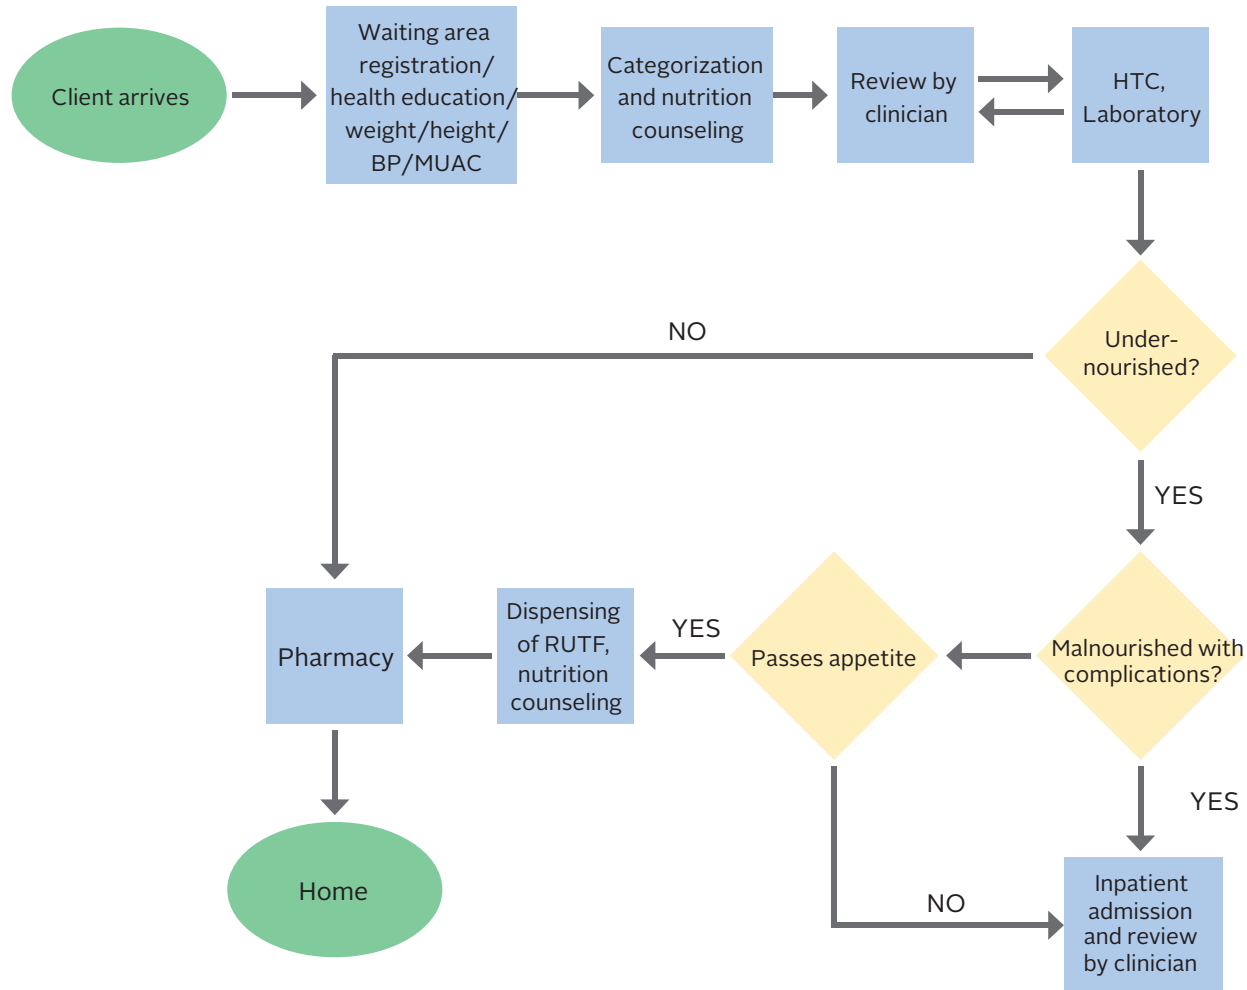 Client arrives
Waiting area
registration/
health education/
weight/height/
BP/MUAC
Categorization
and nutrition
counseling
Review by
clinician
HTC,
Laboratory
Under-
nourished?
NO
YES
Malnourished with
complications?
Passes appetite
YES
Dispensing
of RUTF,
nutrition
counseling
Pharmacy
Home
YES
NO
Inpatient
admission
and review
by clinician